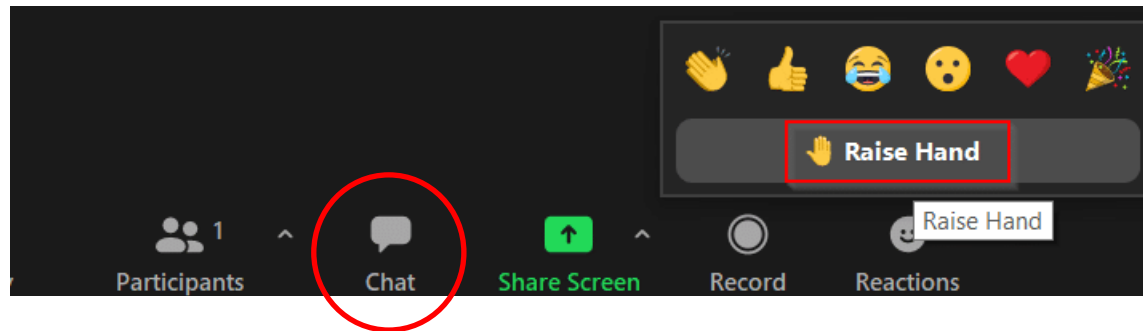 Raise Hand
Raise Hand
1
Participants
Chat
Share Screen
Record
Reactions